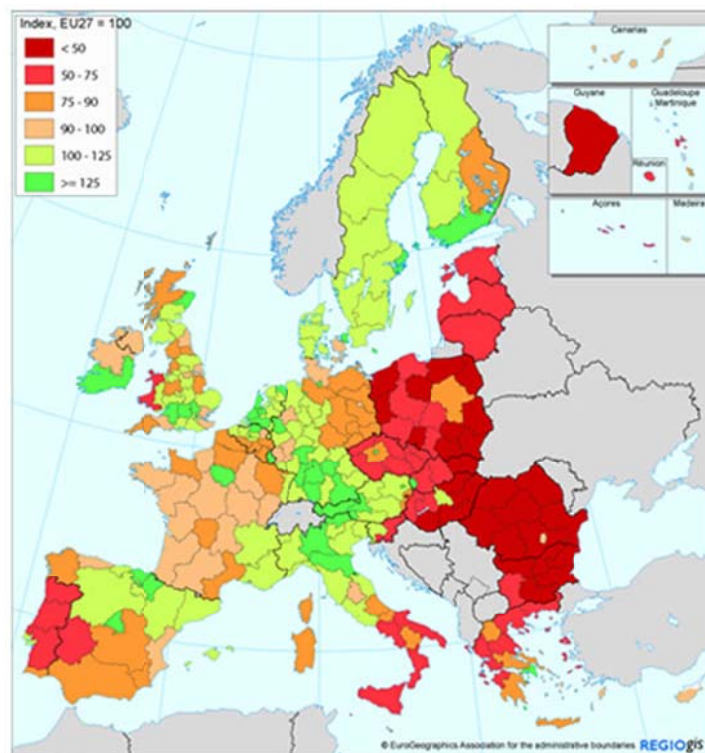 Index, EU27 = 100
< 50
50 - 75
75 - 90
90 - 100
100 - 125
>= 125
Canarias
Guyane
Guadeloupe
Martinique
Réunion
Açores
Madeira
© EuroGeographics Association for the administrative boundaries REGIOgis